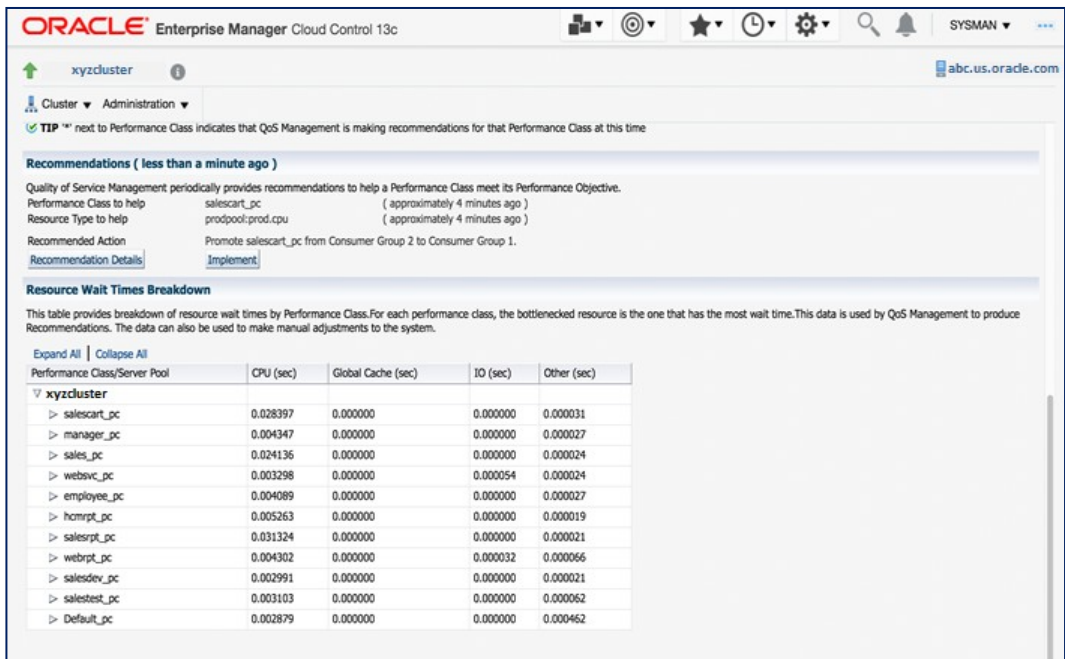 ORACLE® Enterprise Manager Cloud Control 13c SYSMAN
xyzcluster abc.us.oracle.com
Cluster Administration
TIP '*' next to Performance Class indicates that QoS Management is making recommendations for that Performance Class at this time
Recommendations ( less than a minute ago )
Quality of Service Management periodically provides recommendations to help a Performance Class meet its Performance Objective.
Performance Class to help salescart_pc ( approximately 4 minutes ago )
Resource Type to help prodpool:prod.cpu ( approximately 4 minutes ago )
Recommended Action Promote salescart_pc from Consumer Group 2 to Consumer Group 1.
Recommendation Details Implement
Resource Wait Times Breakdown
This table provides breakdown of resource wait times by Performance Class.For each performance class, the bottlenecked resource is the one that has the most wait time.This data is used by QoS Management to produce
Recommendations. The data can also be used to make manual adjustments to the system.
Expand All | Collapse All
Performance Class/Server Pool CPU (sec) Global Cache (sec) IO (sec) Other (sec)
xyzcluster
salescart_pc 0.028397 0.000000 0.000000 0.000031
manager_pc 0.004347 0.000000 0.000000 0.000027
sales_pc 0.024136 0.000000 0.000000 0.000024
websvc_pc 0.003298 0.000000 0.000054 0.000024
employee_pc 0.004089 0.000000 0.000000 0.000027
hcmrpt_pc 0.005263 0.000000 0.000000 0.000019
salesrpt_pc 0.031324 0.000000 0.000000 0.000021
webrpt_pc 0.004302 0.000000 0.000032 0.000066
salesdev_pc 0.002991 0.000000 0.000000 0.000021
salestest_pc 0.003103 0.000000 0.000000 0.000062
Default_pc 0.002879 0.000000 0.000000 0.000462